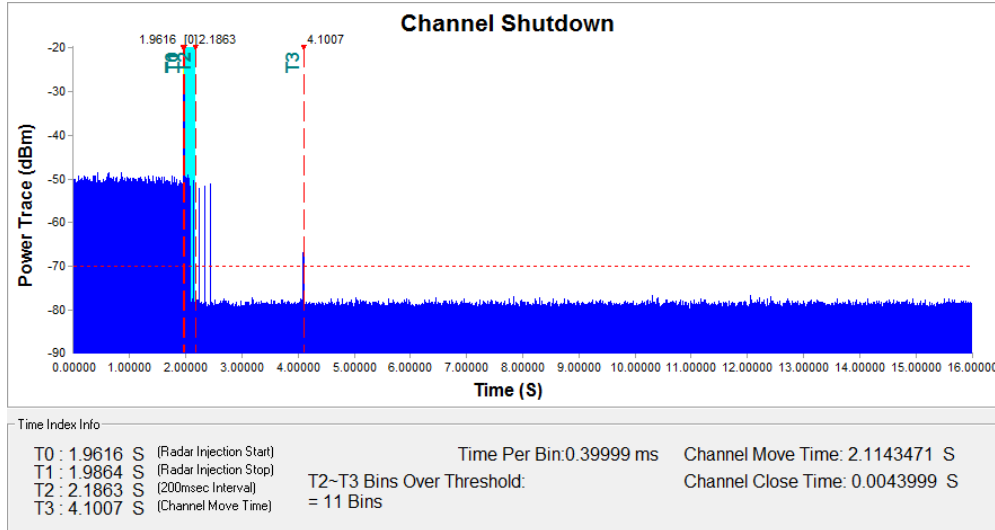 Channel Shutdown
1.9616 [0]2.1863 4.1007
T2 T3
Power Trace (dBm)
-20
-30
-40
-50
-60
-70
-80
-90
0.00000 1.00000 2.00000 3.00000 4.00000 5.00000 6.00000 7.00000 8.00000 9.00000 10.00000 11.00000 12.00000 13.00000 14.00000 15.00000 16.00000
Time (S)
Time Index Info
T0 : 1.9616 S (Radar Injection Start)
T1 : 1.9864 S (Radar Injection Stop)
T2 : 2.1863 S (200msec Interval)
T3 : 4.1007 S (Channel Move Time)
Time Per Bin:0.39999 ms
T2~T3 Bins Over Threshold:
= 11 Bins
Channel Move Time: 2.1143471 S
Channel Close Time: 0.0043999 S